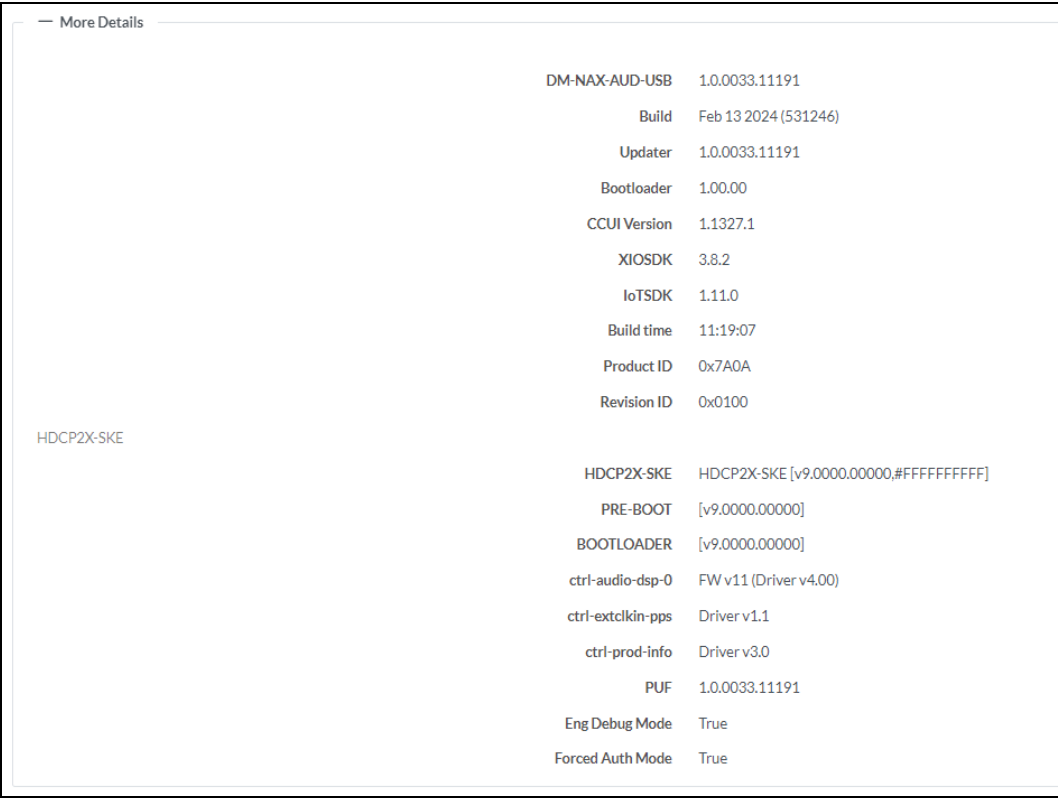 — More Details
DM-NAX-AUD-USB 1.0.0033.11191
Build Feb 13 2024 (531246)
Updater 1.0.0033.11191
Bootloader 1.00.00
CCUI Version 1.1327.1
XIOSDK 3.8.2
IoTSDK 1.11.0
Build time 11:19:07
Product ID 0x7A0A
Revision ID 0x0100
HDCP2X-SKE
HDCP2X-SKE HDCP2X-SKE [v9.0000.00000,#FFFFFFFFFF]
PRE-BOOT [v9.0000.00000]
BOOTLOADER [v9.0000.00000]
ctrl-audio-dsp-0 FW v11 (Driver v4.00)
ctrl-extclkin-pps Driver v1.1
ctrl-prod-info Driver v3.0
PUF 1.0.0033.11191
Eng Debug Mode True
Forced Auth Mode True